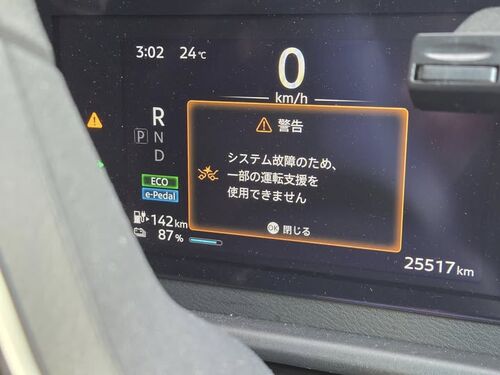 3:02 24℃
0
km/h
R
P N
D
ECO
e-Pedal
142km
87%
警告
システム故障のため、
一部の運転支援を
使用できません
OK 閉じる
25517km